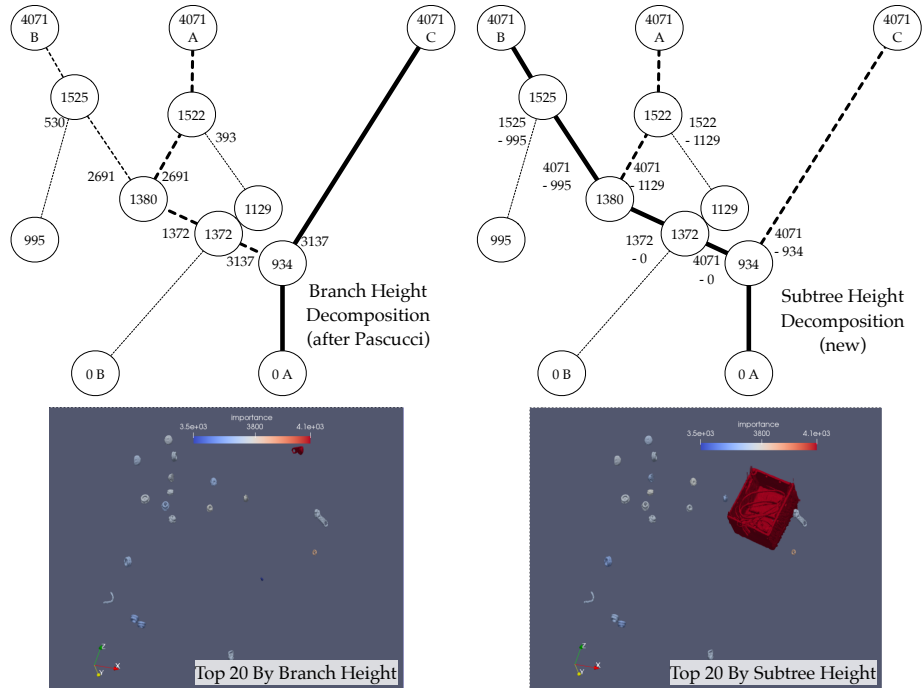 4071
B
4071
A
4071
C
1525
530
1522
393
2691
2691
1380
1129
995
1372
1372
3137
3137
934
Branch Height
Decomposition
(after Pascucci)
0 B
0 A
4071
B
4071
A
4071
C
1525
1525
- 995
1522
1522
- 1129
4071
- 995
4071
- 1129
1380
1129
995
1372
- 0
1372
4071
- 0
4071
- 934
934
Subtree Height
Decomposition
(new)
0 B
0 A
importance
3.5e+03 3800 4.1e+03
Z
X
Y
Top 20 By Branch Height
importance
3.5e+03 3800 4.1e+03
Z
X
Y
Top 20 By Subtree Height